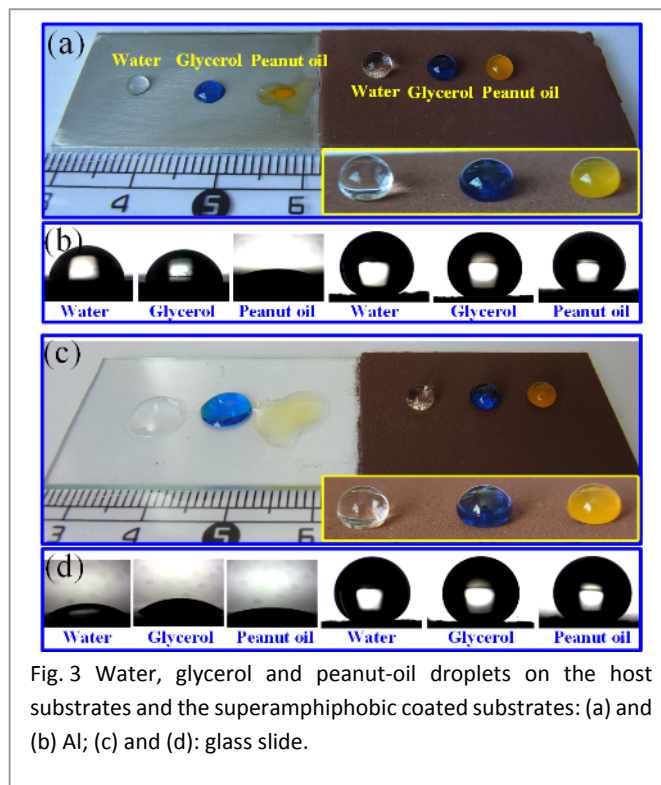 (a)
Water Glycerol Peanut oil
Water Glycerol Peanut oil
3 4 5 6
(b)
Water Glycerol Peanut oil Water Glycerol Peanut oil
(c)
3 4 5 6
(d)
Water Glycerol Peanut oil Water Glycerol Peanut oil
Fig. 3 Water, glycerol and peanut-oil droplets on the host
substrates and the superamphiphobic coated substrates: (a) and
(b) Al; (c) and (d): glass slide.